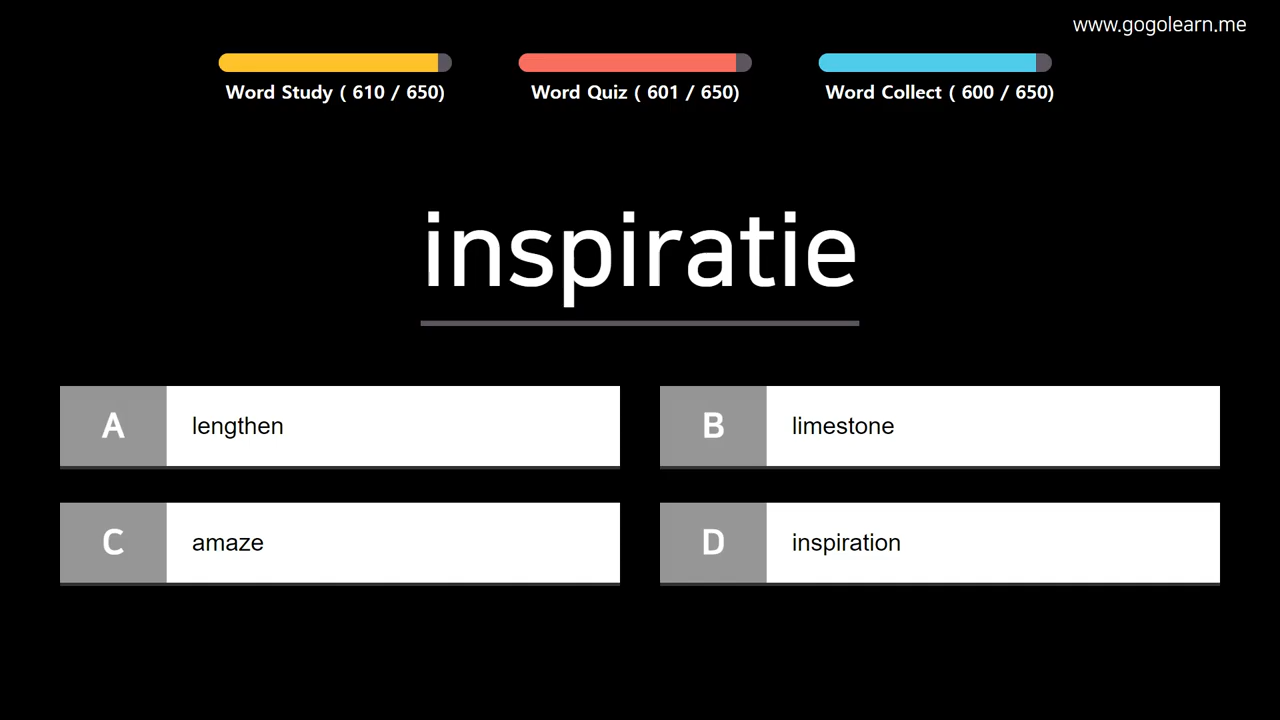 www.gogolearn.me
Word Study ( 610 / 650)
Word Quiz ( 601 / 650)
Word Collect ( 600 / 650)
inspiratie
A lengthen
B limestone
C amaze
D inspiration